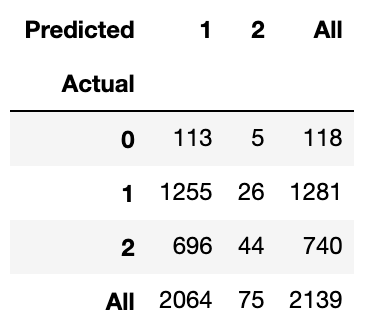 Predicted 1 2 All
Actual
0 113 5 118
1 1255 26 1281
2 696 44 740
All 2064 75 2139